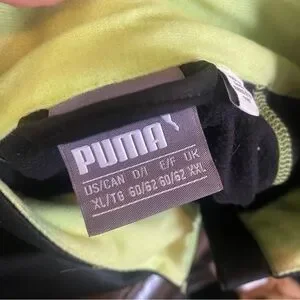 PUMA
US/CAN D/I E/F UK
XL/TG 60/62 60/62 XXL